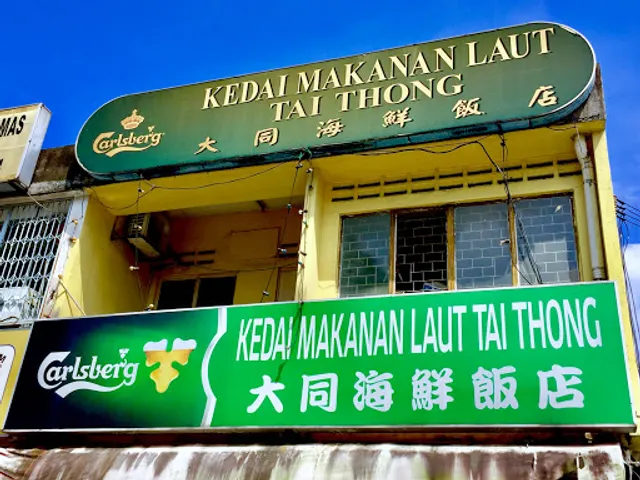 MAS
KEDAI MAKANAN LAUT
TAI THONG
Carlsberg
大同海鮮飯店
Carlsberg
KEDAI MAKANAN LAUT TAI THONG
大同海鮮飯店